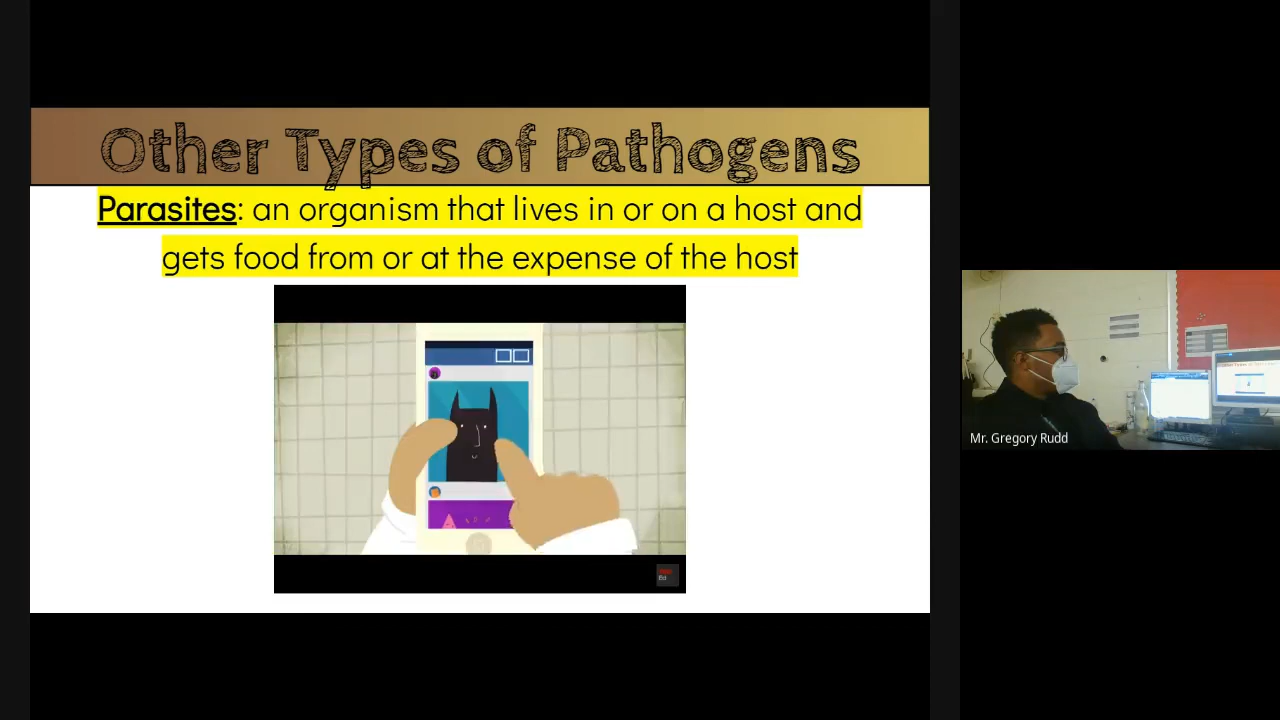 Other Types of Pathogens
Parasites: an organism that lives in or on a host and
gets food from or at the expense of the host
Mr. Gregory Rudd